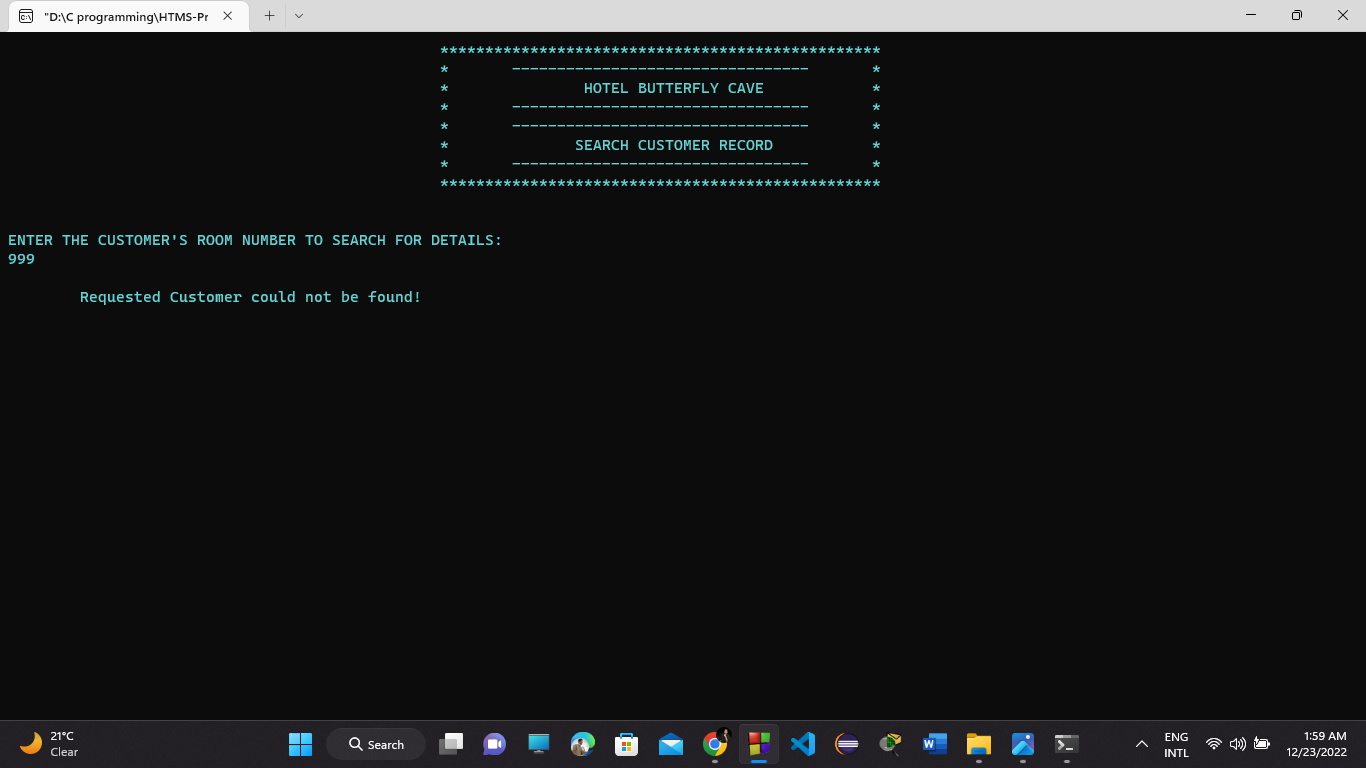 "D:\C programming\HTMS-Pr
*************************************************
* --------------------------------- *
* HOTEL BUTTERFLY CAVE *
* --------------------------------- *
* --------------------------------- *
* SEARCH CUSTOMER RECORD *
* --------------------------------- *
*************************************************
ENTER THE CUSTOMER'S ROOM NUMBER TO SEARCH FOR DETAILS:
999
Requested Customer could not be found!
21°C
Clear
Search
ENG
INTL
1:59 AM
12/23/2022